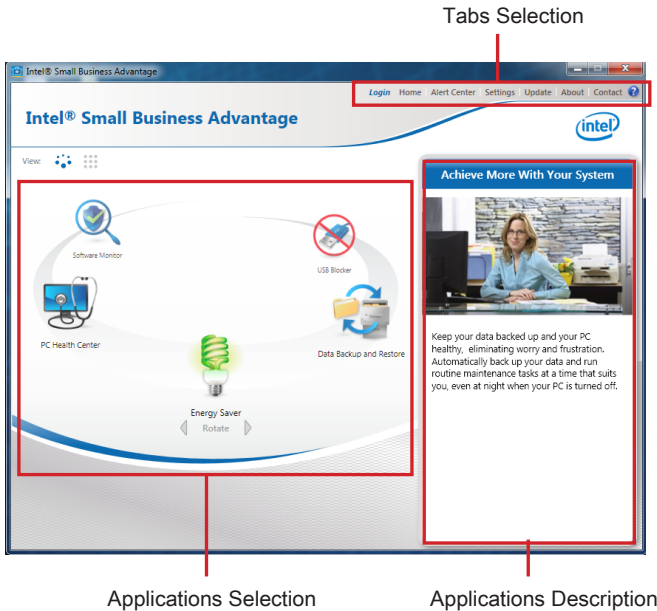 Tabs Selection
Intel® Small Business Advantage
Login Home Alert Center Settings Update About Contact ?
Intel® Small Business Advantage
intel
View:
Achieve More With Your System
Software Monitor
USB Blocker
PC Health Center
Data Backup and Restore
Energy Saver
Rotate
Keep your data backed up and your PC
healthy, eliminating worry and frustration.
Automatically back up your data and run
routine maintenance tasks at a time that suits
you, even at night when your PC is turned off.
Applications Selection
Applications Description